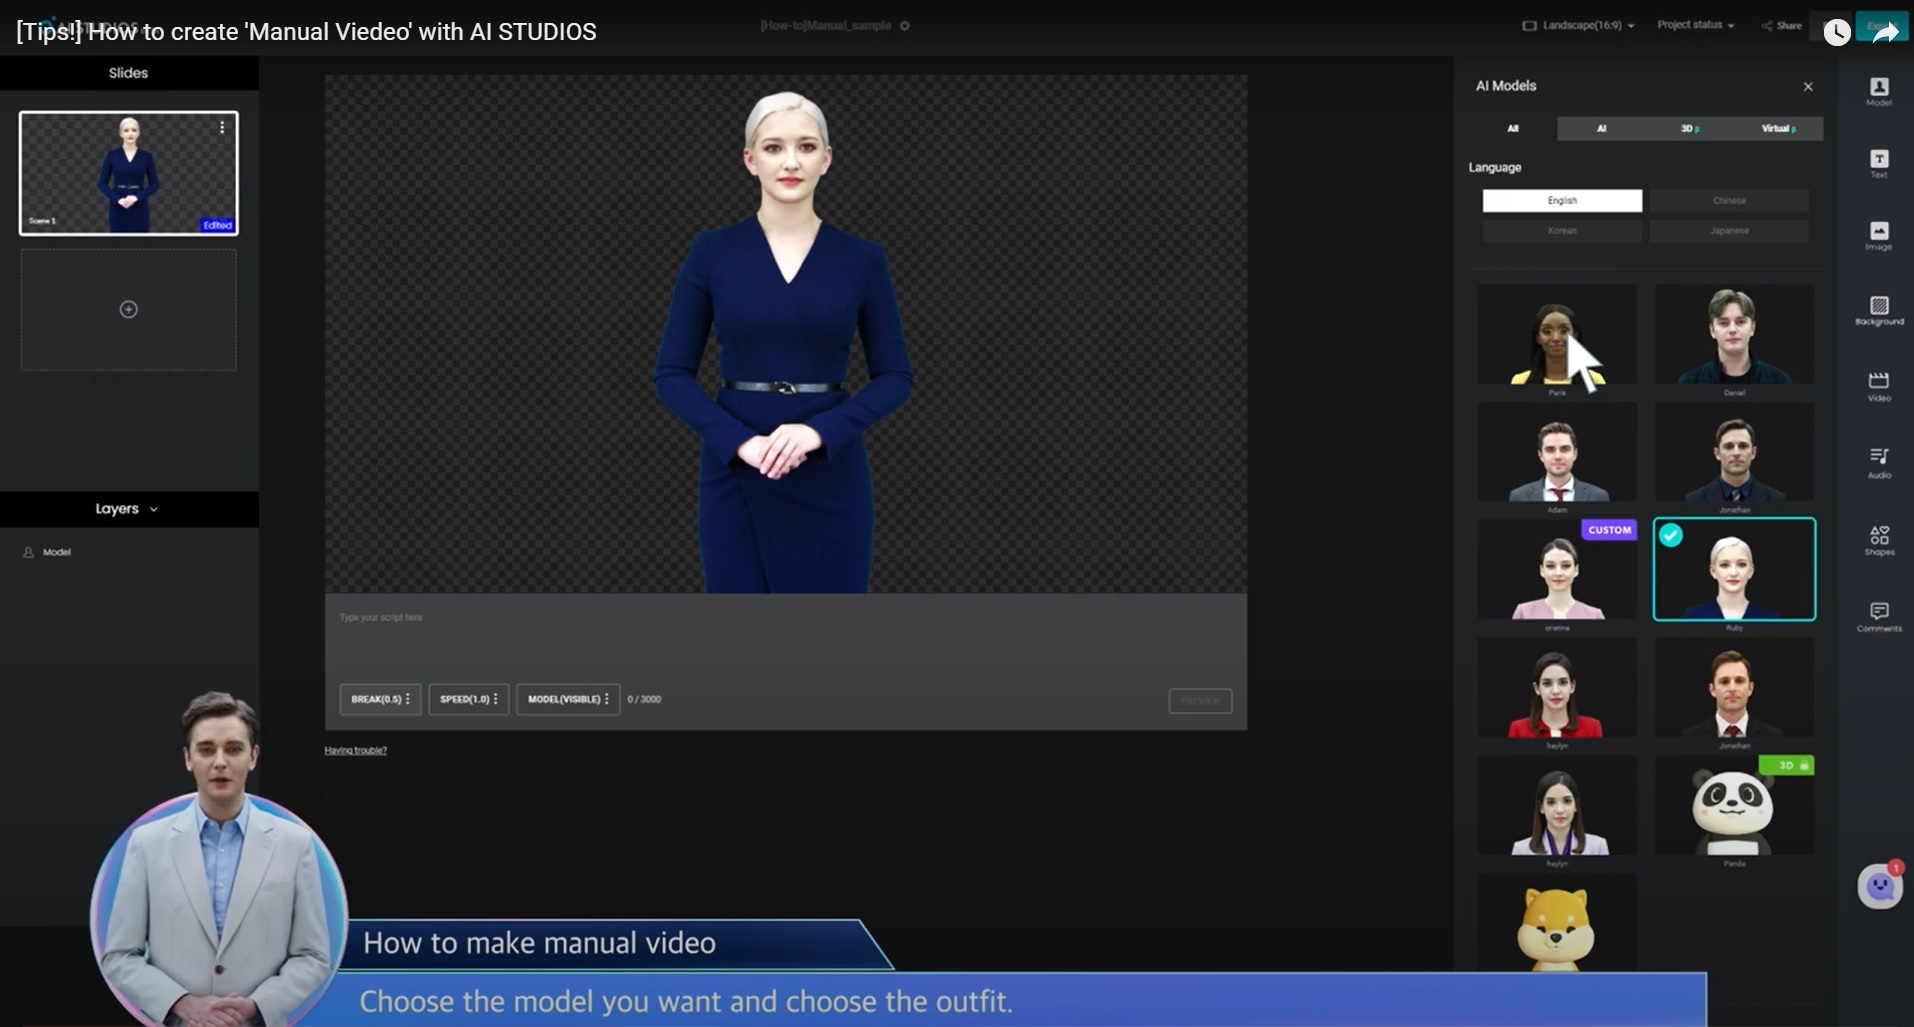 [Tips!] How to create 'Manual Viedeo' with AI STUDIOS
[How-to]Manual_sample
Landscape(16:9)
Project status
Share
Slides
Scene 1
Edited
Layers
Model
Type your script here
BREAK(0.5)
SPEED(1.0)
MODEL(VISIBLE)
0 / 3000
PREVIEW
Having trouble?
AI Models
All
AI
3D β
Virtual β
Language
English
Chinese
Korean
Japanese
Paris
Daniel
Adam
Jonathan
CUSTOM
cristina
Ruby
haylyn
Jonathan
3D
haylyn
Panda
Model
Text
Image
Background
Video
Audio
Shapes
Comments
1
How to make manual video
Choose the model you want and choose the outfit.